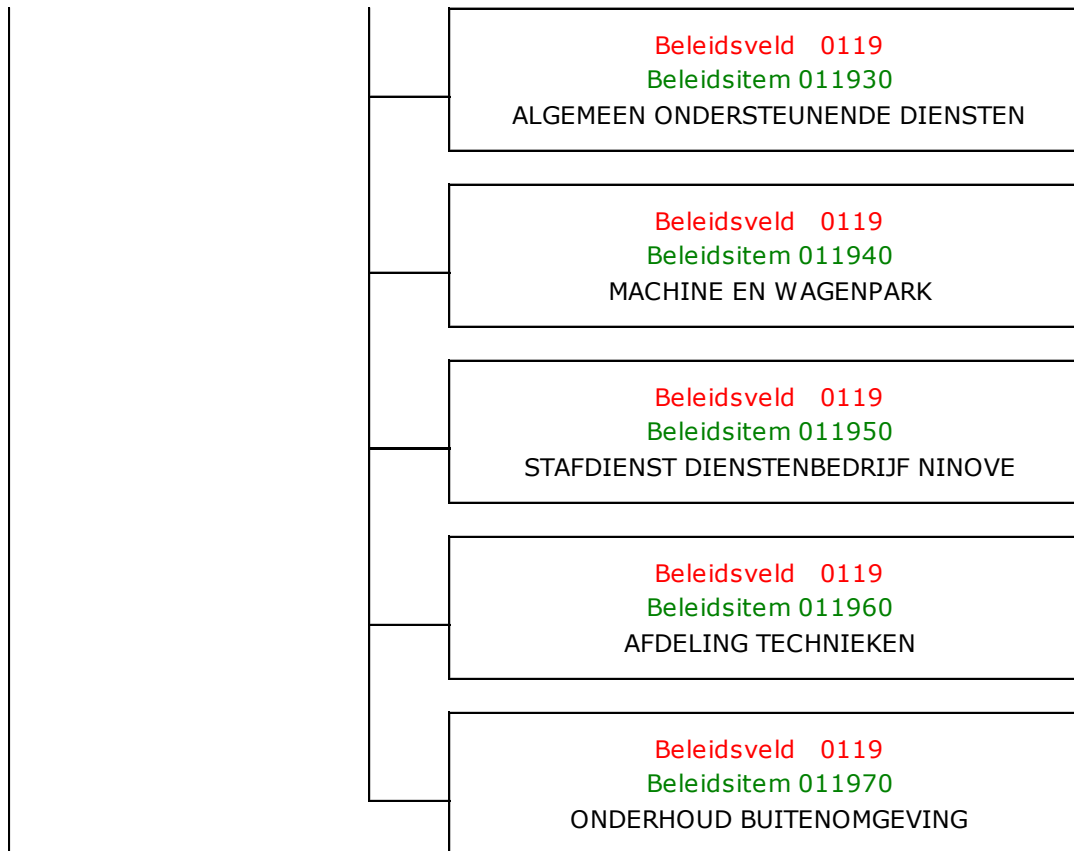 Beleidsveld 0119
Beleidsitem 011930
ALGEMEEN ONDERSTEUNENDE DIENSTEN
Beleidsveld 0119
Beleidsitem 011940
MACHINE EN WAGENPARK
Beleidsveld 0119
Beleidsitem 011950
STAFDIENST DIENSTENBEDRIJF NINOVE
Beleidsveld 0119
Beleidsitem 011960
AFDELING TECHNIEKEN
Beleidsveld 0119
Beleidsitem 011970
ONDERHOUD BUITENOMGEVING